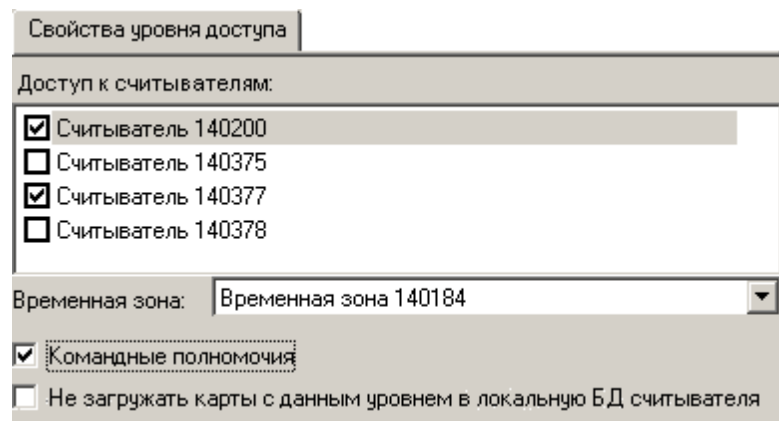 Свойства уровня доступа
Доступ к считывателям:
Считыватель 140200
Считыватель 140375
Считыватель 140377
Считыватель 140378
Временная зона: Временная зона 140184
Командные полномочия
Не загружать карты с данным уровнем в локальную БД считывателя